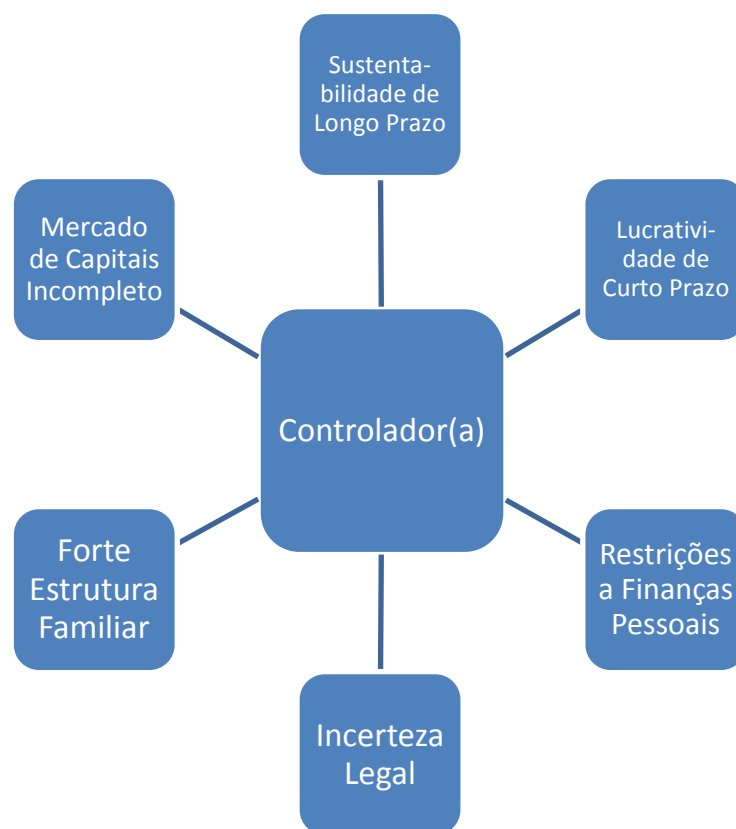 Sustenta-
bilidade de
Longo Prazo
Mercado
de Capitais
Incompleto
Lucrativi-
dade de
Curto Prazo
Controlador(a)
Forte
Estrutura
Familiar
Restrições
a Finanças
Pessoais
Incerteza
Legal